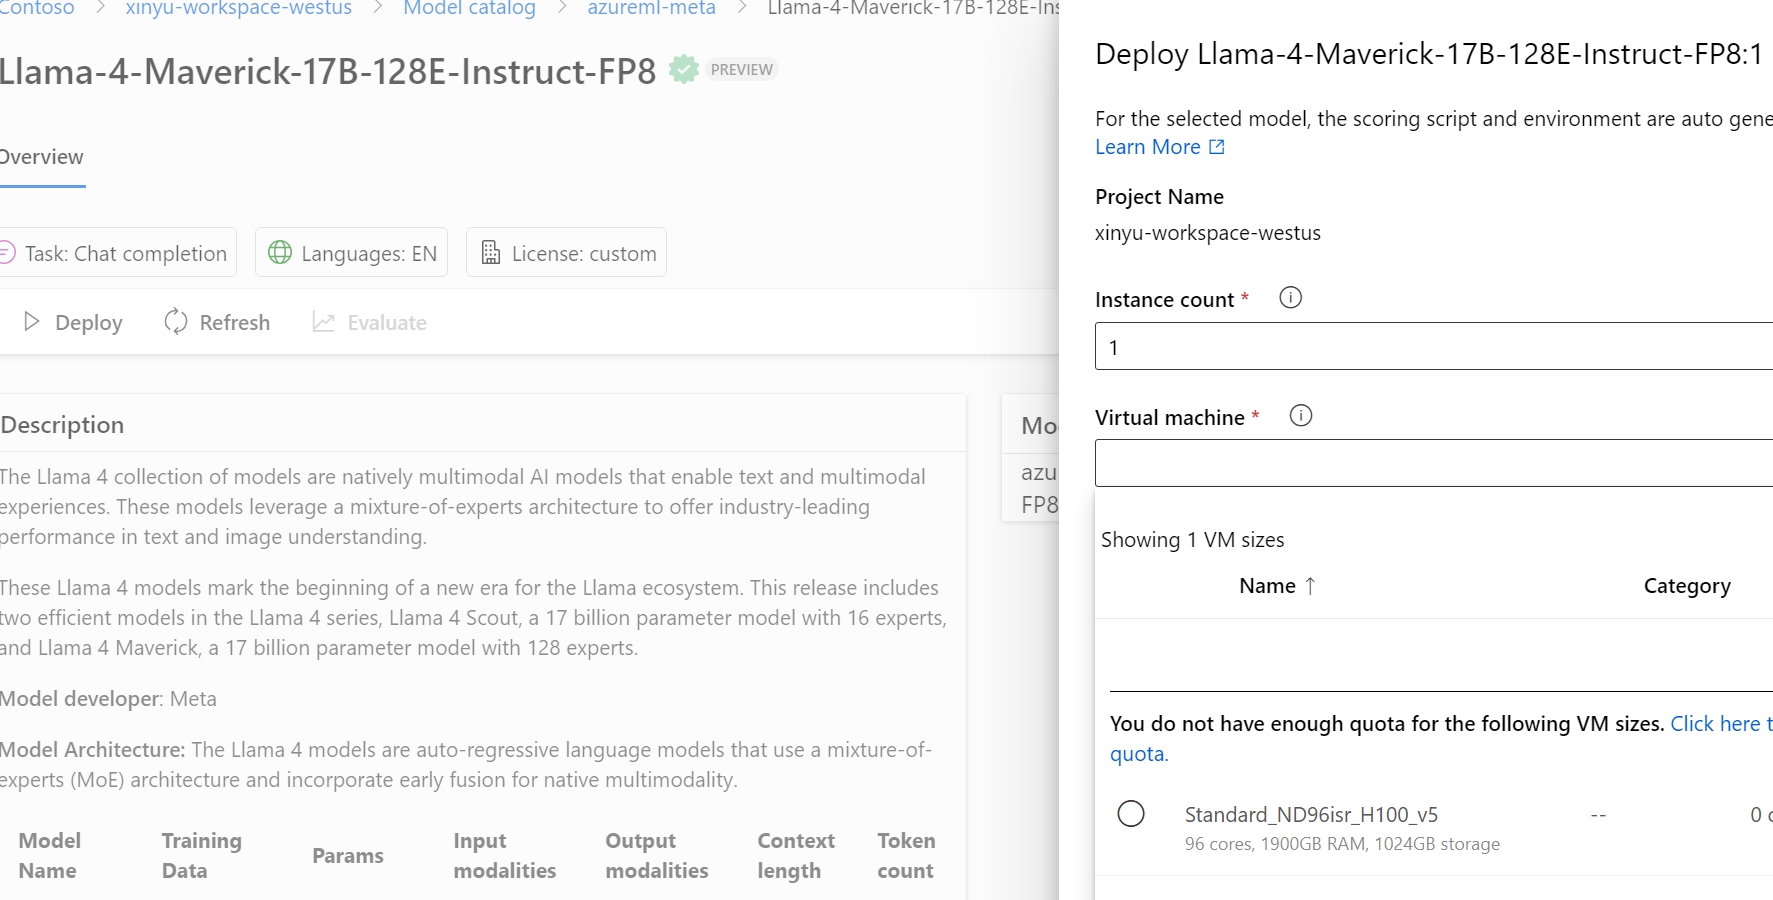 Contoso > xinyu-workspace-westus > Model catalog > azureml-meta > Llama-4-Maverick-17B-128E-Ins
Llama-4-Maverick-17B-128E-Instruct-FP8 PREVIEW
Overview
Task: Chat completion
Languages: EN
License: custom
Deploy
Refresh
Evaluate
Description
The Llama 4 collection of models are natively multimodal AI models that enable text and multimodal
experiences. These models leverage a mixture-of-experts architecture to offer industry-leading
performance in text and image understanding.
These Llama 4 models mark the beginning of a new era for the Llama ecosystem. This release includes
two efficient models in the Llama 4 series, Llama 4 Scout, a 17 billion parameter model with 16 experts,
and Llama 4 Maverick, a 17 billion parameter model with 128 experts.
Model developer: Meta
Model Architecture: The Llama 4 models are auto-regressive language models that use a mixture-of-
experts (MoE) architecture and incorporate early fusion for native multimodality.
Model Name
Training Data
Params
Input modalities
Output modalities
Context length
Token count
Mo
azu
FP8
Deploy Llama-4-Maverick-17B-128E-Instruct-FP8:1
For the selected model, the scoring script and environment are auto gene
Learn More
Project Name
xinyu-workspace-westus
Instance count *
1
Virtual machine *
Showing 1 VM sizes
Name ↑
Category
You do not have enough quota for the following VM sizes. Click here t
quota.
Standard_ND96isr_H100_v5
--
0 c
96 cores, 1900GB RAM, 1024GB storage